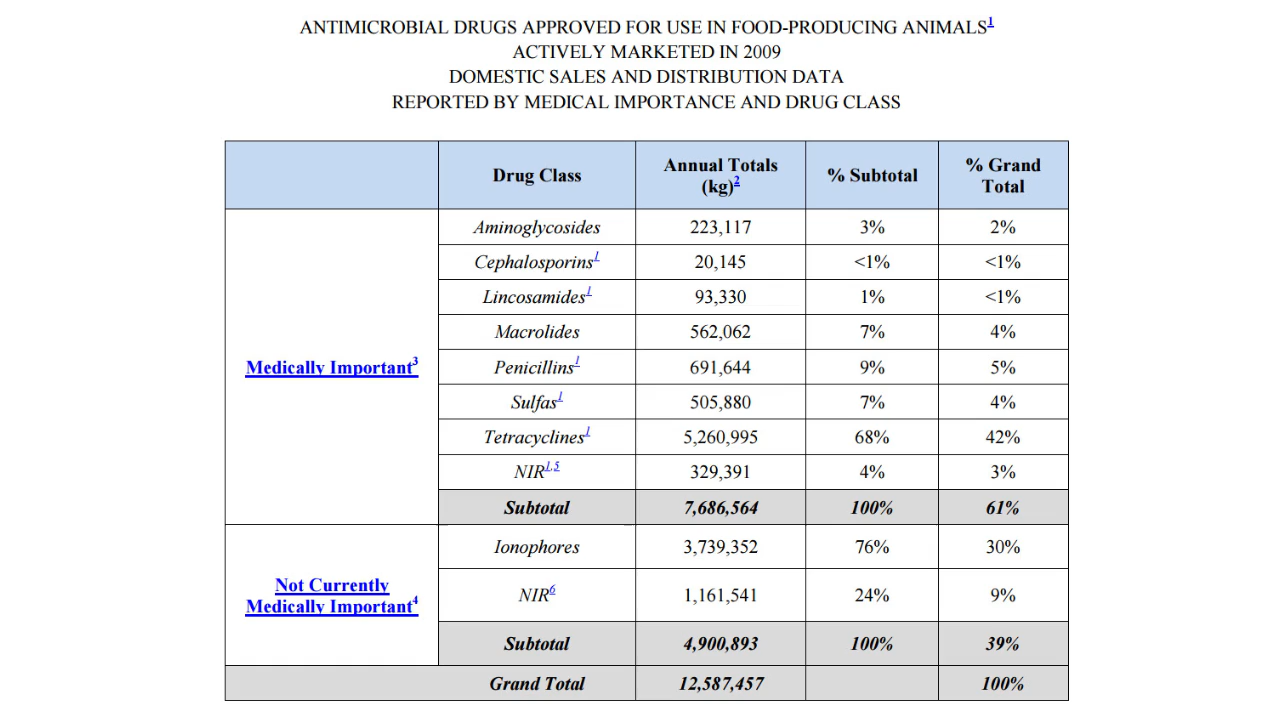 ANTIMICROBIAL DRUGS APPROVED FOR USE IN FOOD-PRODUCING ANIMALS1
ACTIVELY MARKETED IN 2009
DOMESTIC SALES AND DISTRIBUTION DATA
REPORTED BY MEDICAL IMPORTANCE AND DRUG CLASS
Drug Class
Annual Totals
(kg)2
% Subtotal
% Grand
Total
Medically Important3
Aminoglycosides 223,117 3% 2%
Cephalosporins1 20,145 <1% <1%
Lincosamides1 93,330 1% <1%
Macrolides 562,062 7% 4%
Penicillins1 691,644 9% 5%
Sulfas1 505,880 7% 4%
Tetracyclines1 5,260,995 68% 42%
NIR1,5 329,391 4% 3%
Subtotal 7,686,564 100% 61%
Not Currently
Medically Important4
Ionophores 3,739,352 76% 30%
NIR6 1,161,541 24% 9%
Subtotal 4,900,893 100% 39%
Grand Total 12,587,457 100%